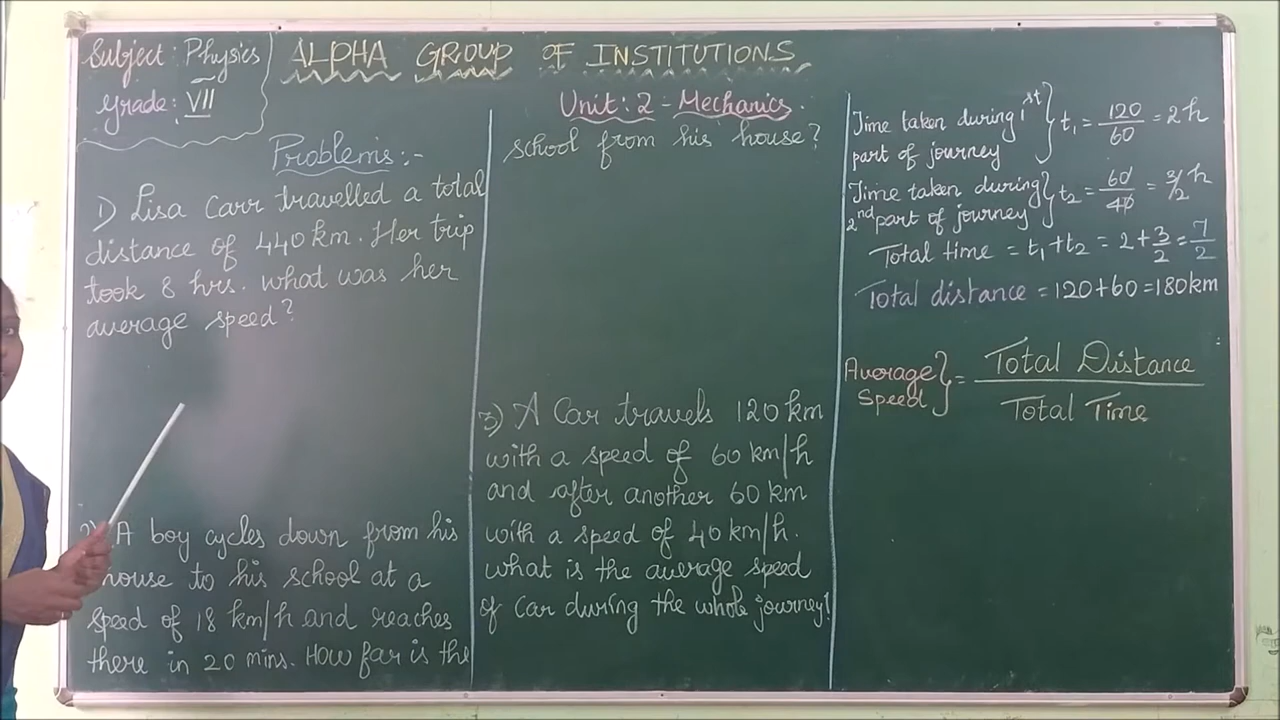 Subject: Physics
Grade: VII
ALPHA GROUP OF INSTITUTIONS
Unit: 2 - Mechanics.
Problems:-
1) Lisa Carr travelled a total
distance of 440 km. Her trip
took 8 hrs. what was her
average speed?
A boy cycles down from his
house to his school at a
speed of 18 km/h and reaches
there in 20 mins. How far is the
school from his house?
3) A Car travels 120 km
with a speed of 60 km/h
and after another 60 km
with a speed of 40 km/h.
what is the average speed
of Car during the whole journey?
Time taken during 1st
part of journey } t₁ = 120/60 = 2 h
Time taken during
2nd part of journey } t₂ = 60/40 = 3/2 h
Total time = t₁ + t₂ = 2 + 3/2 = 7/2
Total distance = 120 + 60 = 180 km
Average
Speed } = Total Distance
Total Time